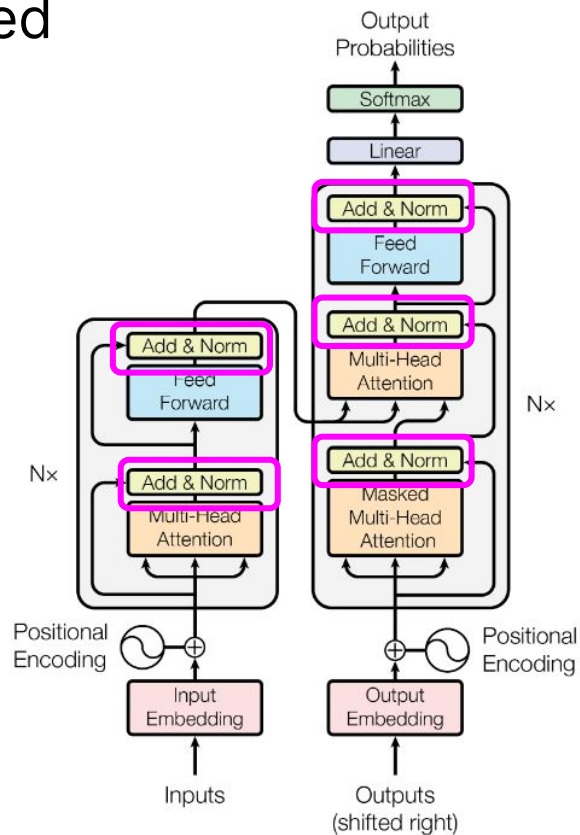 ed
Output
Probabilities
Softmax
Linear
Add & Norm
Feed
Forward
Add & Norm
Multi-Head
Attention
Add & Norm
Masked
Multi-Head
Attention
Nx
Add & Norm
Feed
Forward
Nx
Add & Norm
Multi-Head
Attention
Positional
Encoding
Positional
Encoding
Input
Embedding
Output
Embedding
Inputs
Outputs
(shifted right)